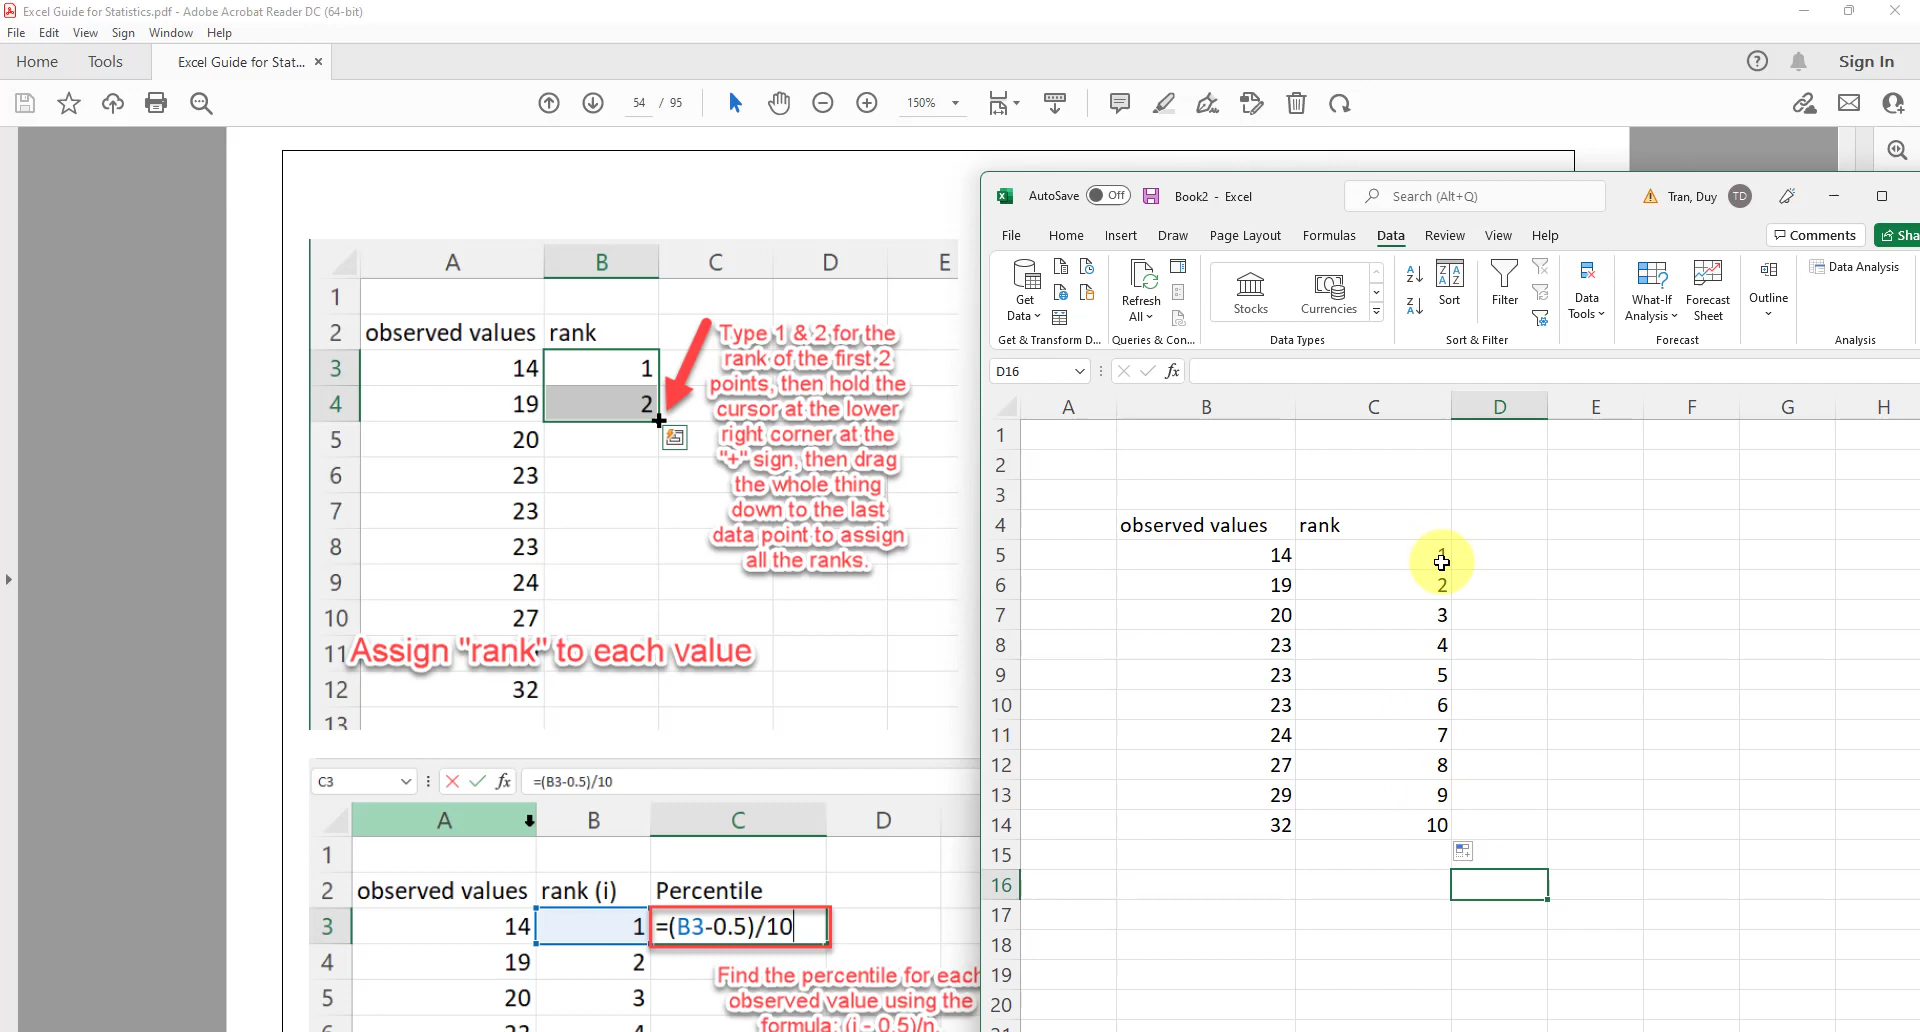 Excel Guide for Statistics.pdf - Adobe Acrobat Reader DC (64-bit)
File Edit View Sign Window Help
Home Tools Excel Guide for Stat... × Sign In
54 / 95 150%
A B C D E
1
2 observed values rank
3 14 1
4 19 2
5 20
6 23
7 23
8 23
9 24
10 27
11
12 32
13
Type 1 & 2 for the
rank of the first 2
points, then hold the
cursor at the lower
right corner at the
"+" sign, then drag
the whole thing
down to the last
data point to assign
all the ranks.
Assign "rank" to each value
C3 fx =(B3-0.5)/10
A B C D
1
2 observed values rank (i) Percentile
3 14 1 =(B3-0.5)/10
4 19 2
5 20 3
Find the percentile for each
observed value using the
formula: (i - 0.5)/n
AutoSave Off Book2 - Excel Search (Alt+Q) Tran, Duy TD
File Home Insert Draw Page Layout Formulas Data Review View Help Comments Sha
Get Data Refresh All Stocks Currencies Sort Filter Data Tools What-If Analysis Forecast Sheet Outline Data Analysis
Get & Transform D... Queries & Con... Data Types Sort & Filter Forecast Analysis
D16 fx
A B C D E F G H
1
2
3
4 observed values rank
5 14 1
6 19 2
7 20 3
8 23 4
9 23 5
10 23 6
11 24 7
12 27 8
13 29 9
14 32 10
15
16
17
18
19
20